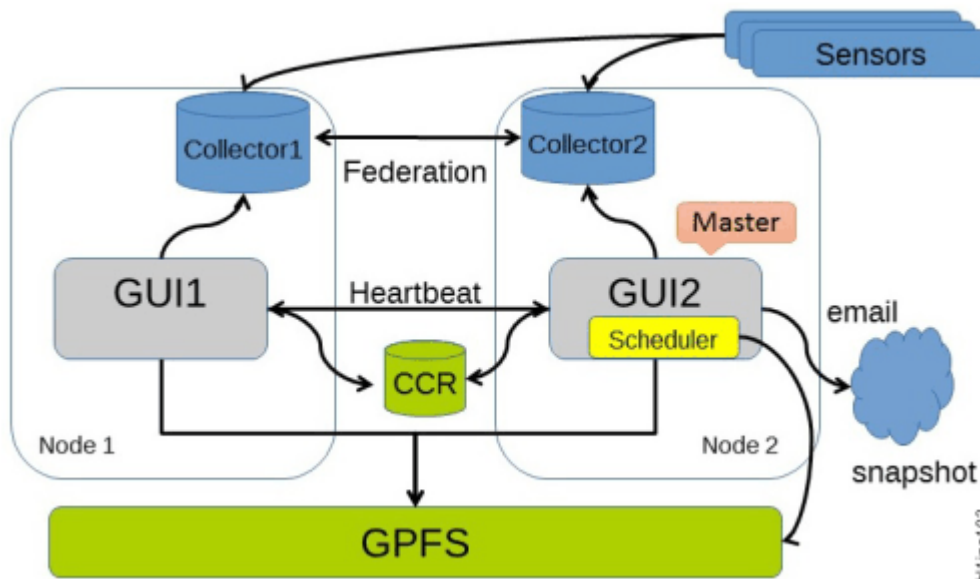 Sensors
Collector1
Collector2
Federation
Master
GUI1
Heartbeat
GUI2
email
Scheduler
CCR
Node 1
Node 2
snapshot
GPFS